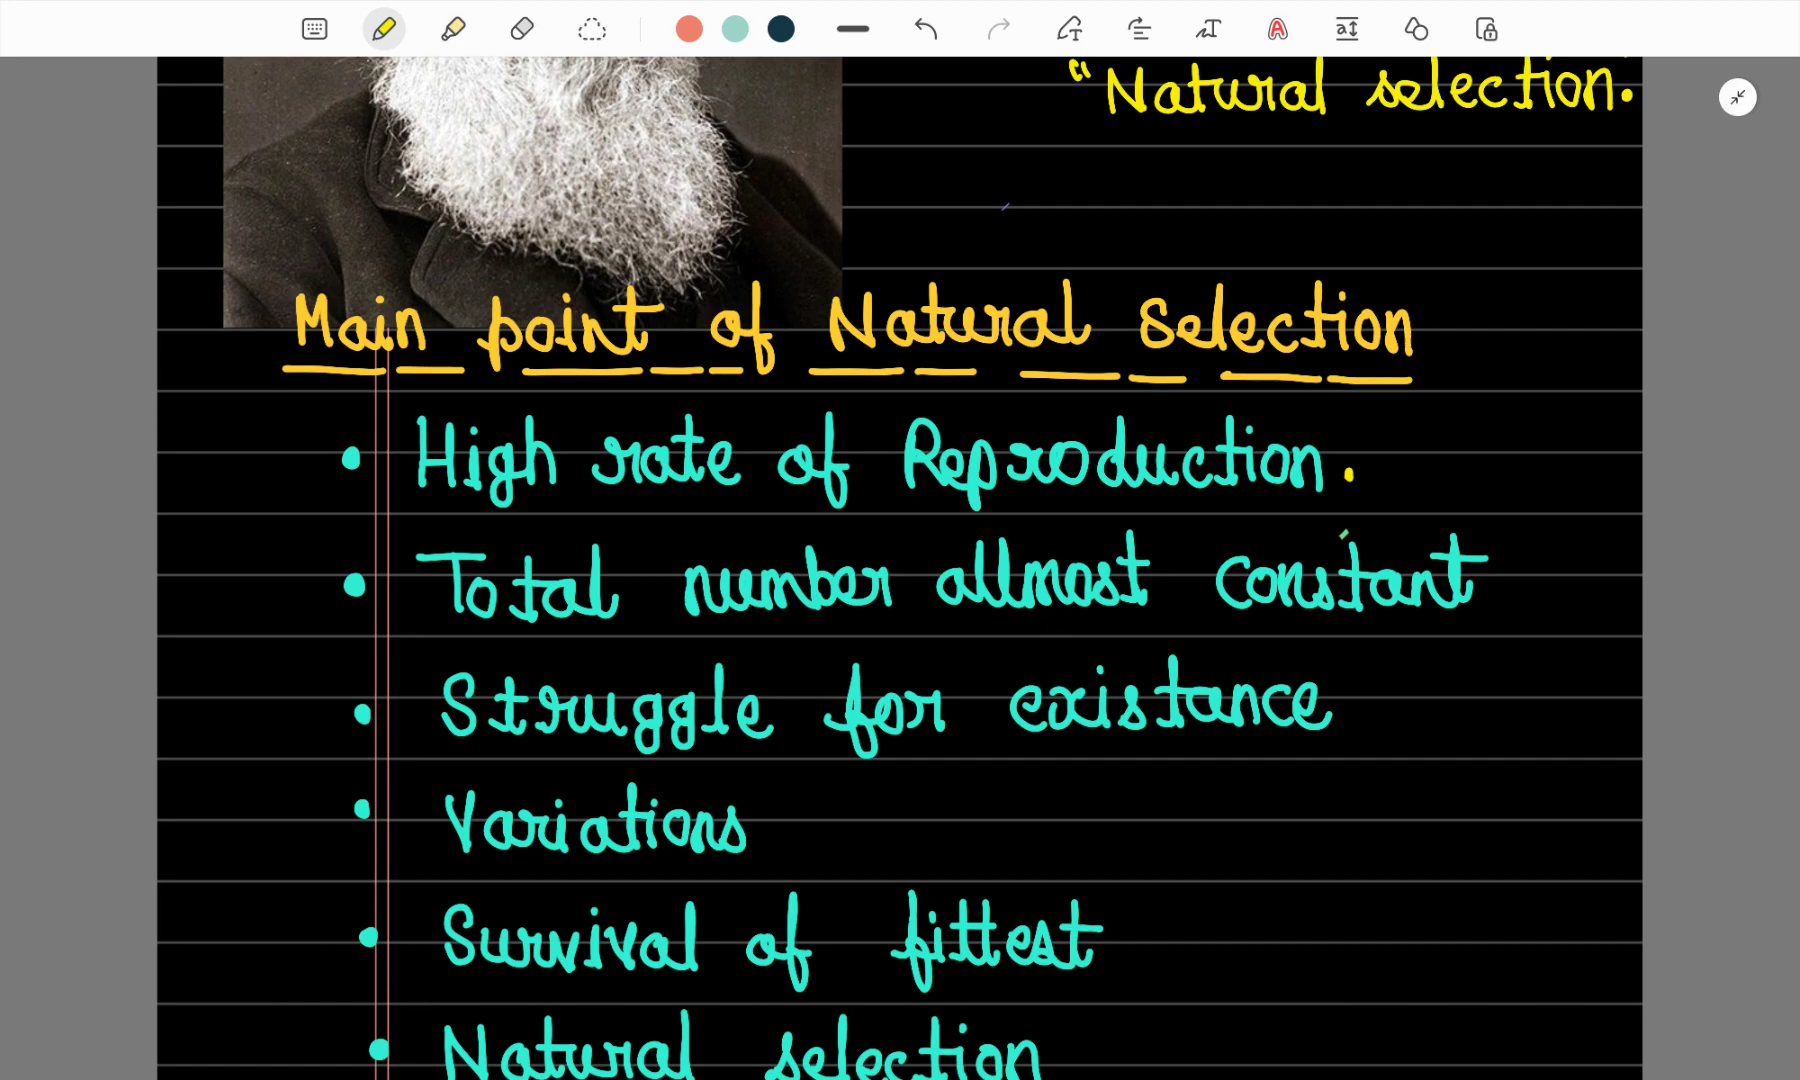 "Natural selection.
Main point of Natural Selection
• High rate of Reproduction.
• Total number allmost constant
• Struggle for existance
• Variations
• Survival of fittest
• Natural selection